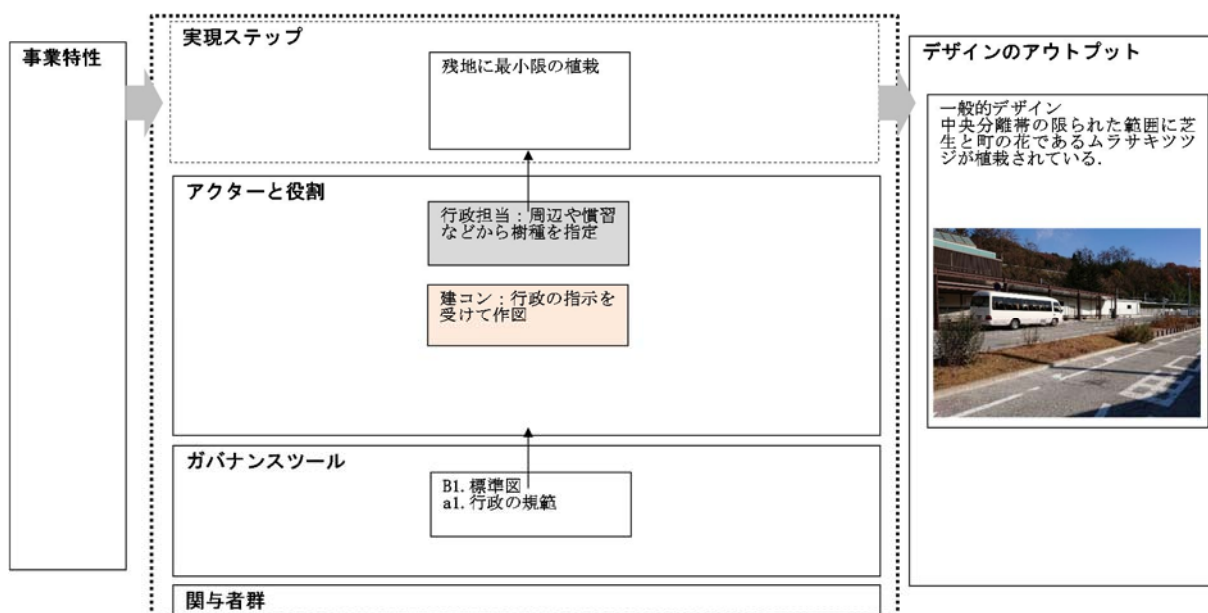 事業特性
実現ステップ
残地に最小限の植栽
アクターと役割
行政担当：周辺や慣習
などから樹種を指定
建コン：行政の指示を
受けて作図
ガバナンスツール
B1. 標準図
a1. 行政の規範
関与者群
デザインのアウトプット
一般的デザイン
中央分離帯の限られた範囲に芝
生と町の花であるムラサキツツ
ジが植栽されている.